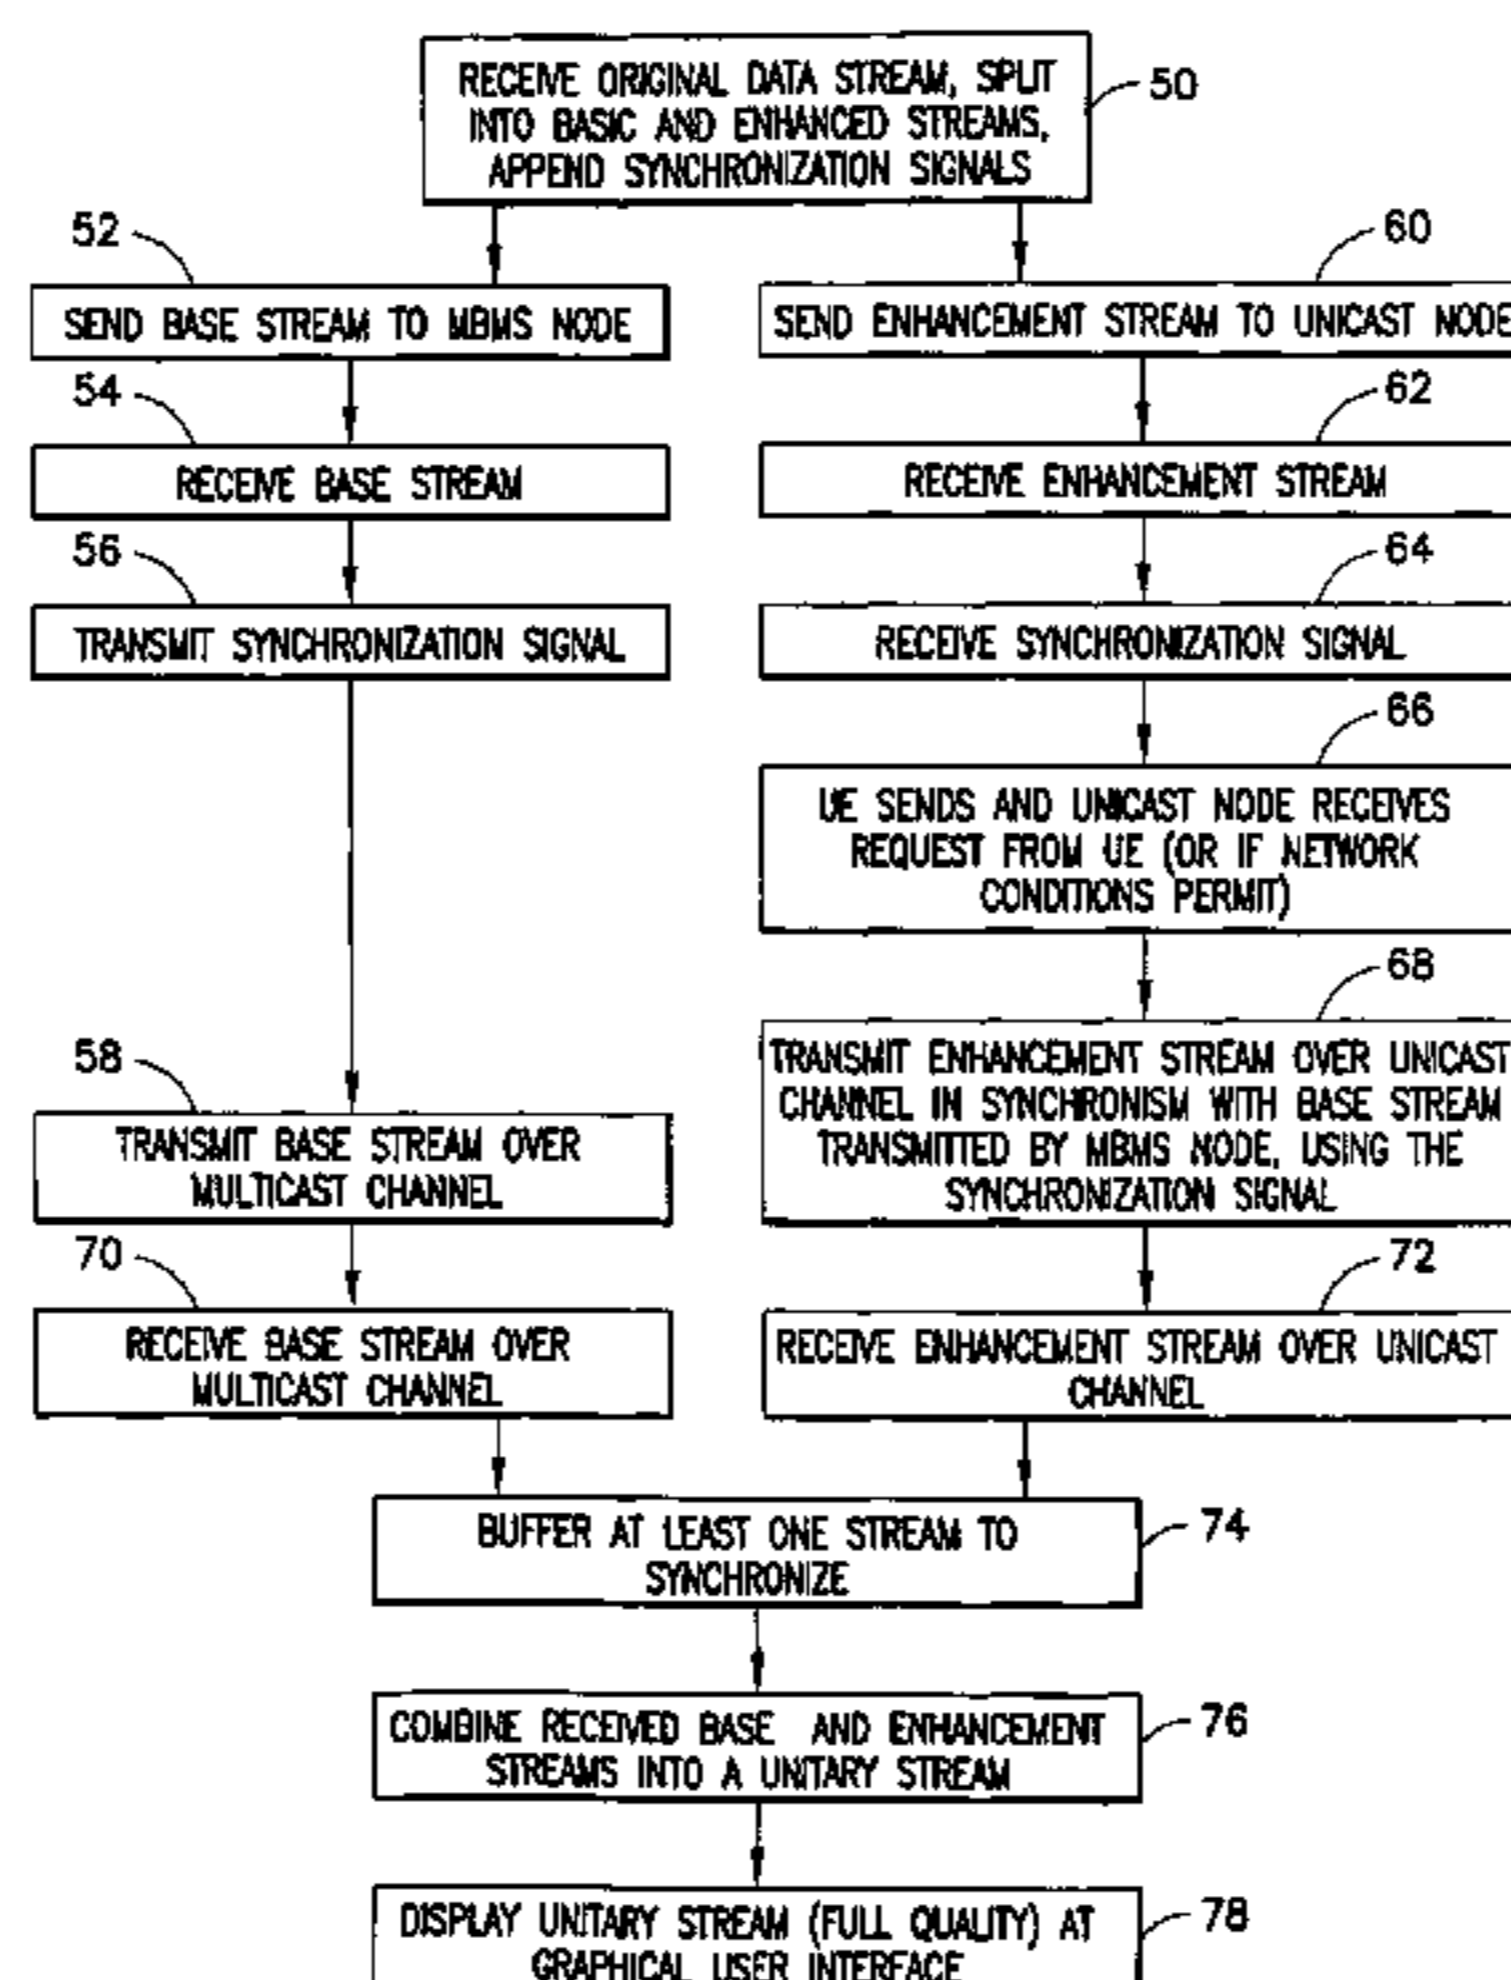 RECEIVE ORIGINAL DATA STREAM, SPLIT
INTO BASIC AND ENHANCED STREAMS,
APPEND SYNCHRONIZATION SIGNALS
50
52
SEND BASE STREAM TO MBMS NODE
54
RECEIVE BASE STREAM
56
TRANSMIT SYNCHRONIZATION SIGNAL
58
TRANSMIT BASE STREAM OVER
MULTICAST CHANNEL
70
RECEIVE BASE STREAM OVER
MULTICAST CHANNEL
60
SEND ENHANCEMENT STREAM TO UNICAST NODE
62
RECEIVE ENHANCEMENT STREAM
64
RECEIVE SYNCHRONIZATION SIGNAL
66
UE SENDS AND UNICAST NODE RECEIVES
REQUEST FROM UE (OR IF NETWORK
CONDITIONS PERMIT)
68
TRANSMIT ENHANCEMENT STREAM OVER UNICAST
CHANNEL IN SYNCHRONISM WITH BASE STREAM
TRANSMITTED BY MBMS NODE, USING THE
SYNCHRONIZATION SIGNAL
72
RECEIVE ENHANCEMENT STREAM OVER UNICAST
CHANNEL
BUFFER AT LEAST ONE STREAM TO
SYNCHRONIZE
74
COMBINE RECEIVED BASE AND ENHANCEMENT
STREAMS INTO A UNITARY STREAM
76
DISPLAY UNITARY STREAM (FULL QUALITY) AT
GRAPHICAL USER INTERFACE
78